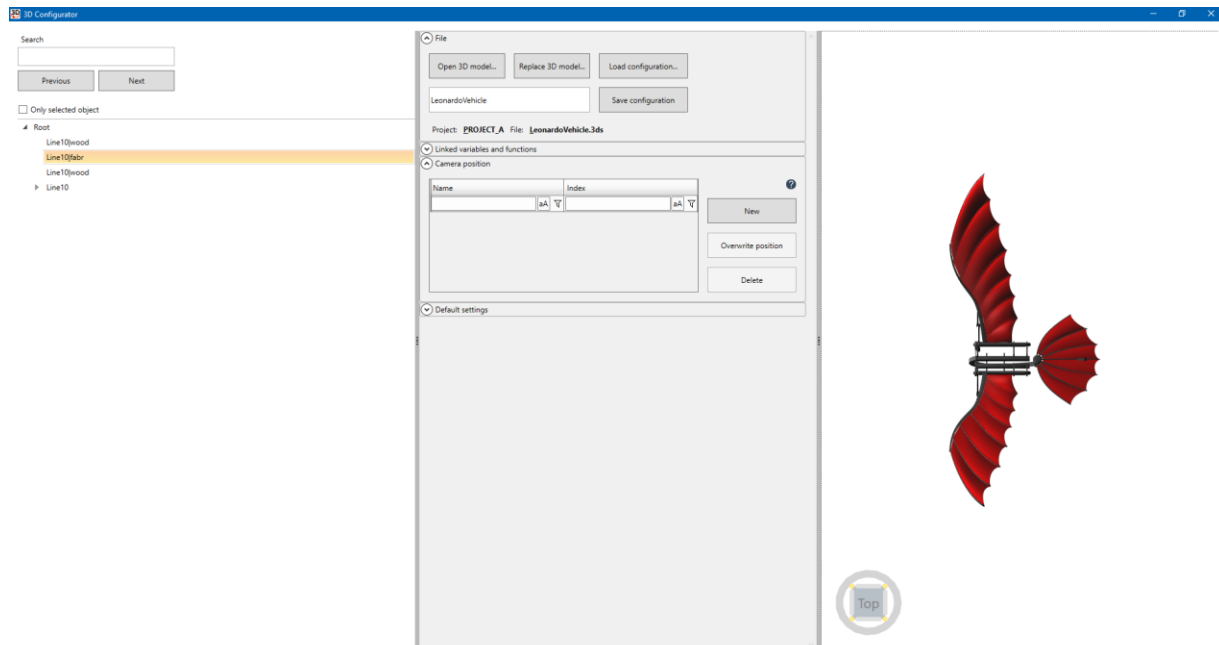 3D Configurator
Search
Previous Next
Only selected object
Root
Line10|wood
Line10|fabr
Line10|wood
Line10
File
Open 3D model... Replace 3D model... Load configuration...
LeonardoVehicle Save configuration
Project: PROJECT_A File: LeonardoVehicle.3ds
Linked variables and functions
Camera position
Name Index
aA aA
New
Overwrite position
Delete
Default settings
Top